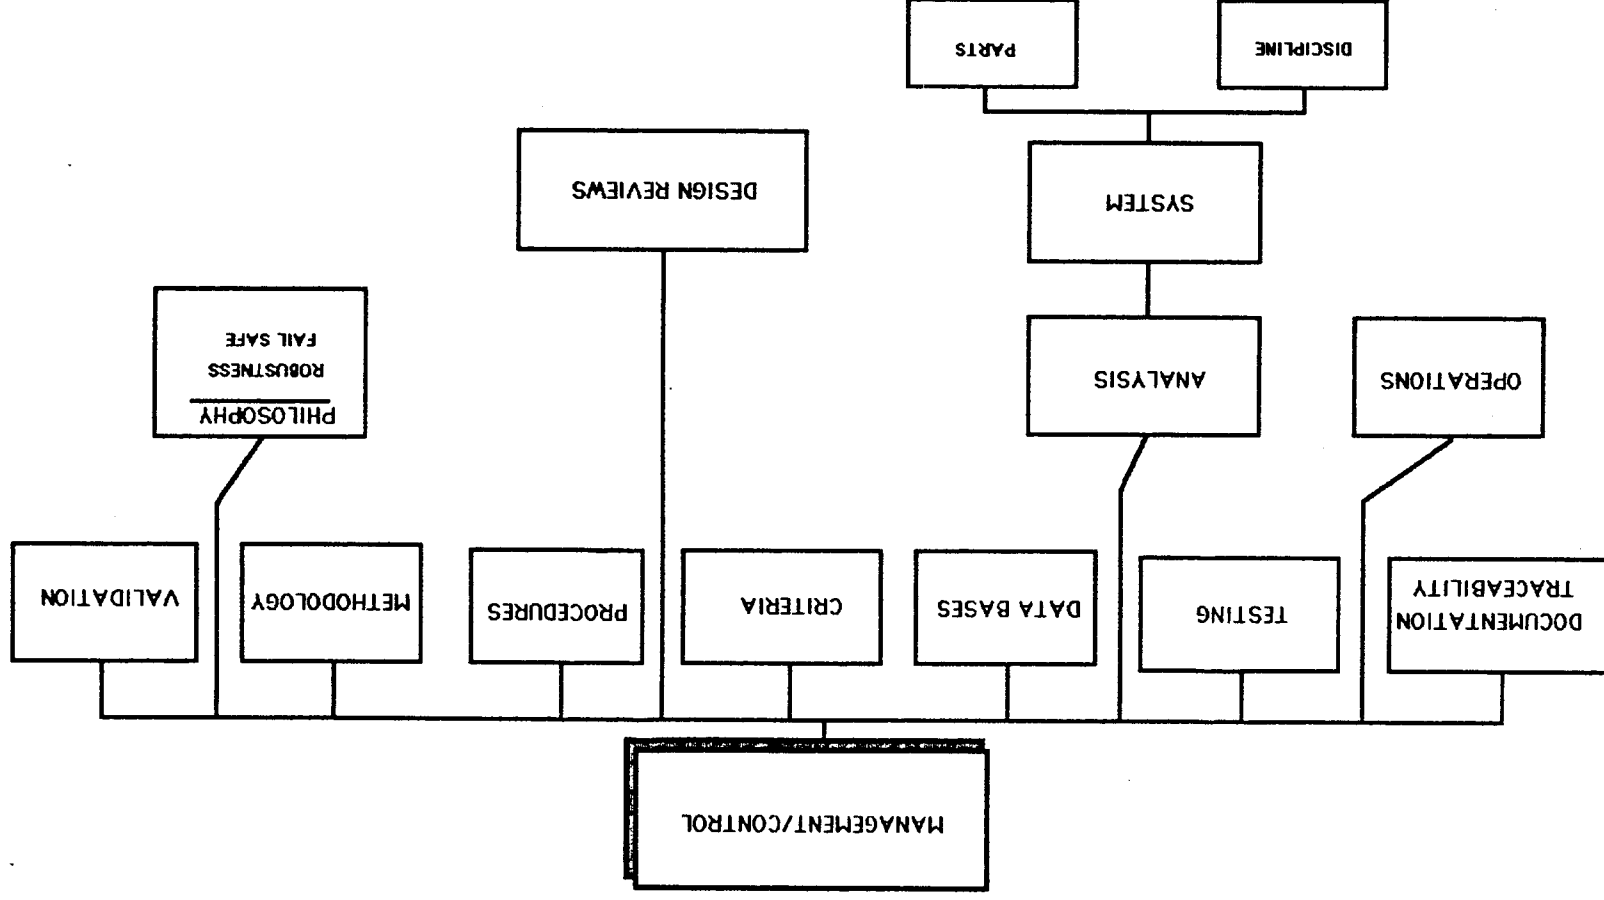 MANAGEMENT/CONTROL
DOCUMENTATION
TRACEABILITY
TESTING
DATA BASES
CRITERIA
PROCEDURES
METHODOLOGY
VALIDATION
OPERATIONS
ANALYSIS
PHILOSOPHY
ROBUSTNESS
FAIL SAFE
SYSTEM
DESIGN REVIEWS
DISCIPLINE
PARTS